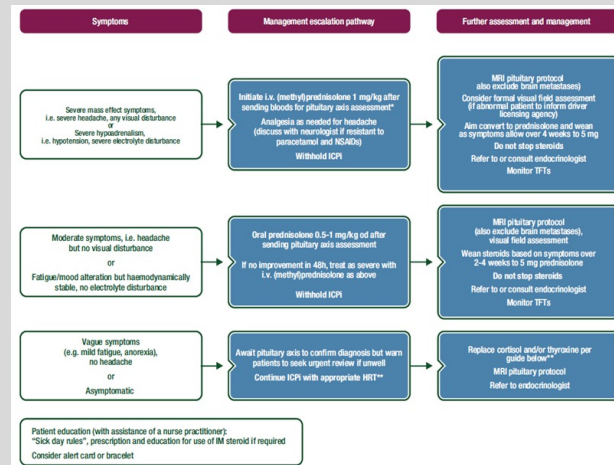 Symptoms
Management escalation pathway
Further assessment and management
Severe mass effect symptoms,
i.e. severe headache, any visual disturbance
or
Severe hypoadrenalism,
i.e. hypotension, severe electrolyte disturbance
Initiate i.v. (methyl)prednisolone 1 mg/kg after
sending bloods for pituitary axis assessment*
Analgesia as needed for headache
(discuss with neurologist if resistant to
paracetamol and NSAIDs)
Withhold ICPi
MRI pituitary protocol
(also exclude brain metastases)
Consider formal visual field assessment
(if abnormal patient to inform driver
licensing agency)
Aim convert to prednisolone and wean
as symptoms allow over 4 weeks to 5 mg
Do not stop steroids
Refer to or consult endocrinologist
Monitor TFTs
Moderate symptoms, i.e. headache
but no visual disturbance
or
Fatigue/mood alteration but haemodynamically
stable, no electrolyte disturbance
Oral prednisolone 0.5-1 mg/kg od after
sending pituitary axis assessment
If no improvement in 48h, treat as severe with
i.v. (methyl)prednisolone as above
Withhold ICPi
MRI pituitary protocol
(also exclude brain metastases),
visual field assessment
Wean steroids based on symptoms over
2-4 weeks to 5 mg prednisolone
Do not stop steroids
Refer to or consult endocrinologist
Monitor TFTs
Vague symptoms
(e.g. mild fatigue, anorexia),
no headache
or
Asymptomatic
Await pituitary axis to confirm diagnosis but warn
patients to seek urgent review if unwell
Continue ICPi with appropriate HRT**
Replace cortisol and/or thyroxine per
guide below**
MRI pituitary protocol
Refer to endocrinologist
Patient education (with assistance of a nurse practitioner):
“Sick day rules”, prescription and education for use of IM steroid if required
Consider alert card or bracelet